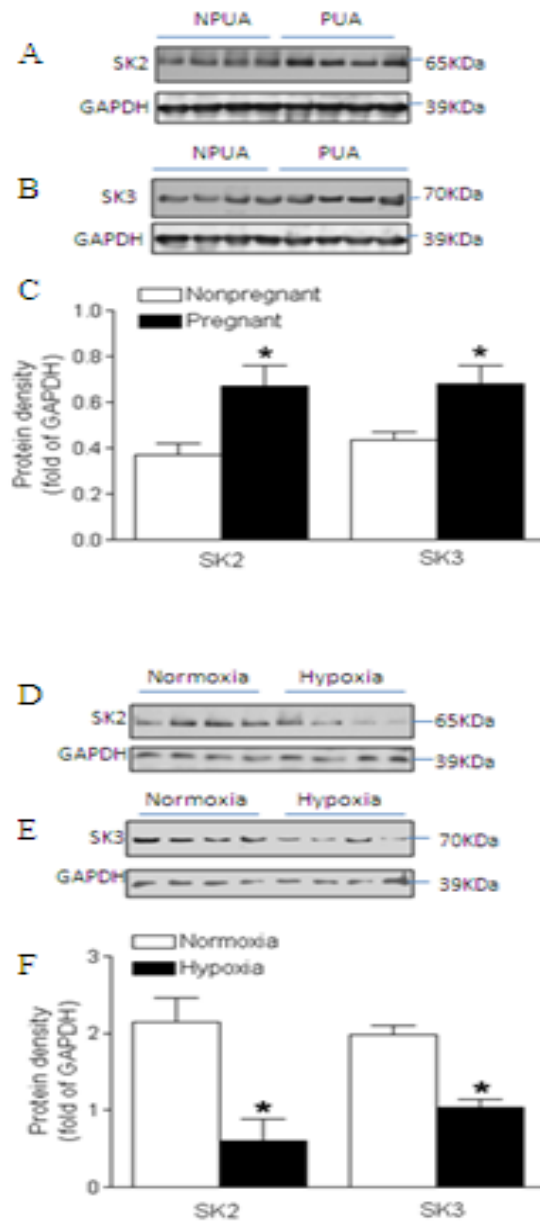 NPUA PUA
A
SK2 65KDa
GAPDH 39KDa
NPUA PUA
B
SK3 70KDa
GAPDH 39KDa
C
Nonpregnant
Pregnant
Protein density
(fold of GAPDH)
1.0
0.8
0.6
0.4
0.2
0.0
* *
SK2 SK3
Normoxia Hypoxia
D
SK2 65KDa
GAPDH 39KDa
Normoxia Hypoxia
E
SK3 70KDa
GAPDH 39KDa
F
Normoxia
Hypoxia
Protein density
(fold of GAPDH)
3
2
1
0
* *
SK2 SK3